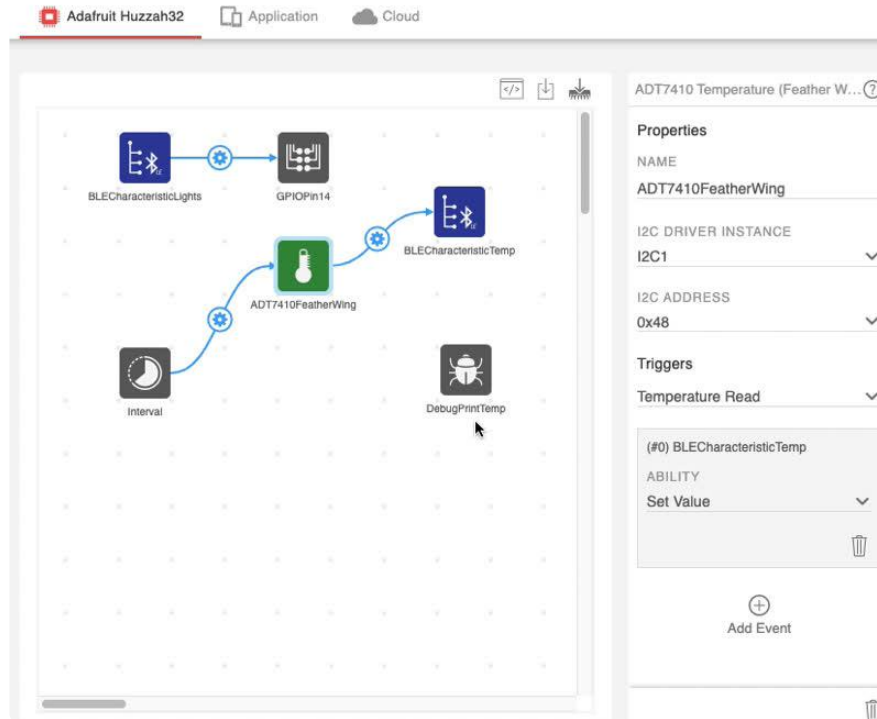 Adafruit Huzzah32
Application
Cloud
</>
BLECharacteristicLights
GPIOPin14
BLECharacteristicTemp
ADT7410FeatherWing
Interval
DebugPrintTemp
ADT7410 Temperature (Feather W...
?
Properties
NAME
ADT7410FeatherWing
I2C DRIVER INSTANCE
I2C1
I2C ADDRESS
0x48
Triggers
Temperature Read
(#0) BLECharacteristicTemp
ABILITY
Set Value
Add Event